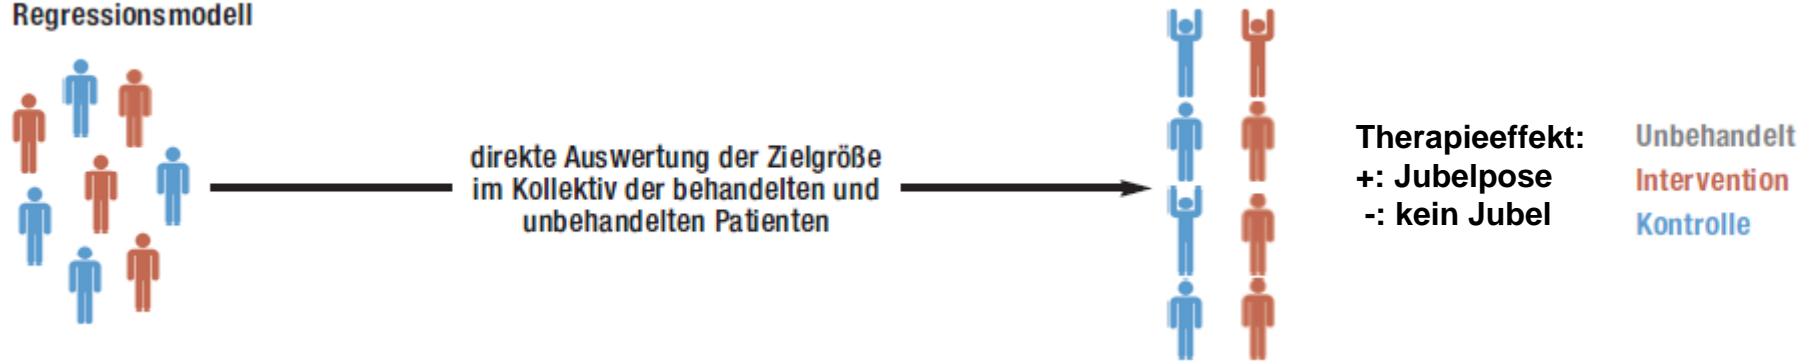 Regressionsmodell
direkte Auswertung der Zielgröße
im Kollektiv der behandelten und
unbehandelten Patienten
Therapieeffekt:
+: Jubelpose
-: kein Jubel
Unbehandelt
Intervention
Kontrolle